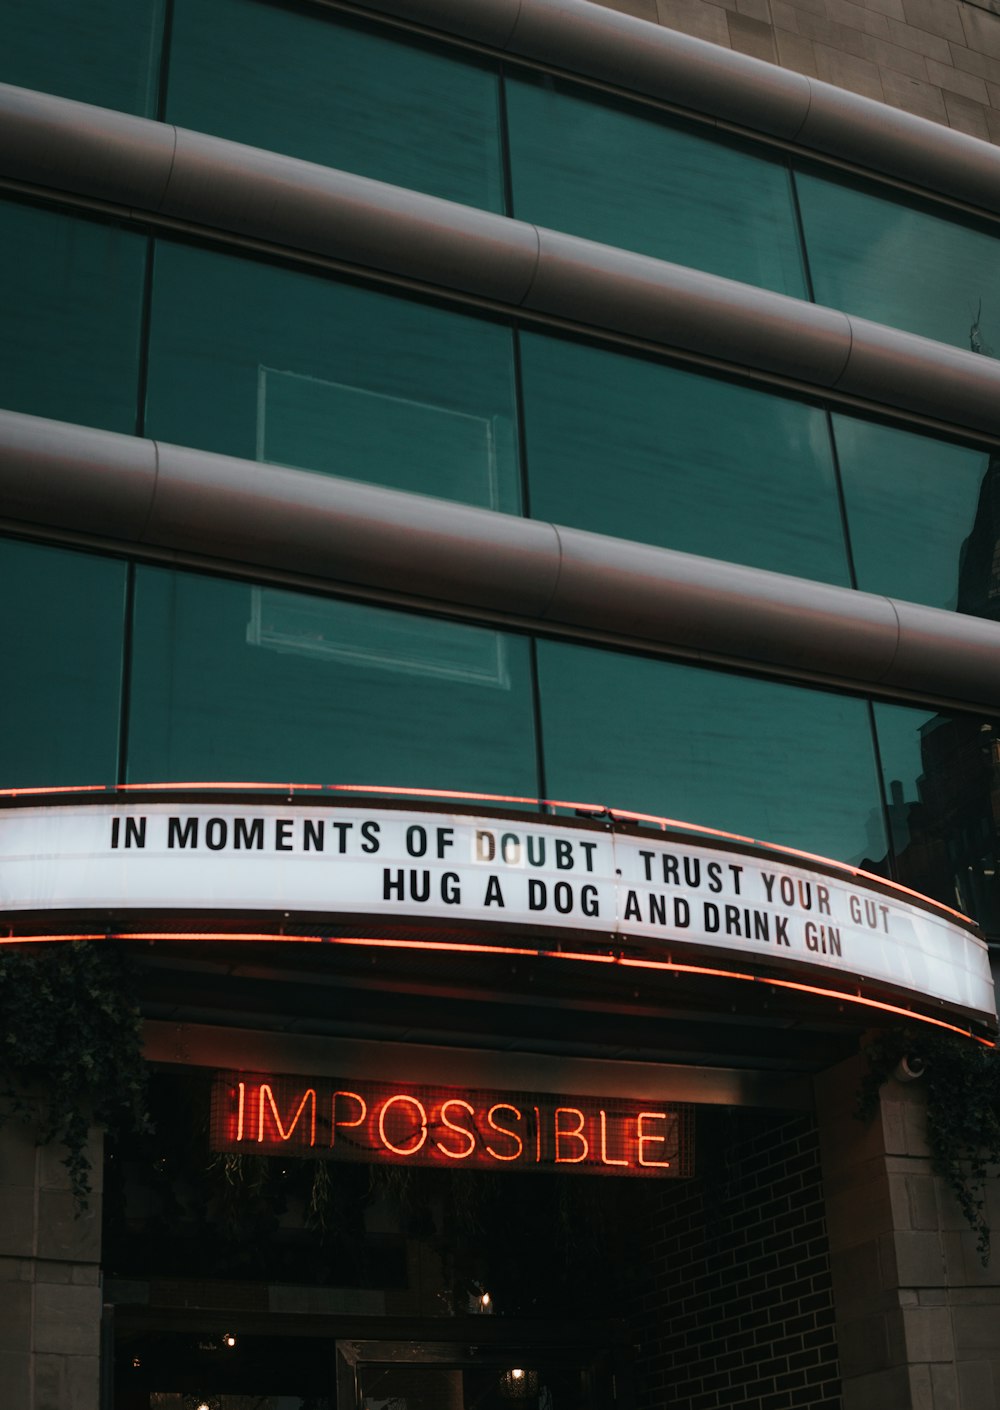 IN MOMENTS OF DOUBT , TRUST YOUR GUT
HUG A DOG AND DRINK GIN
IMPOSSIBLE